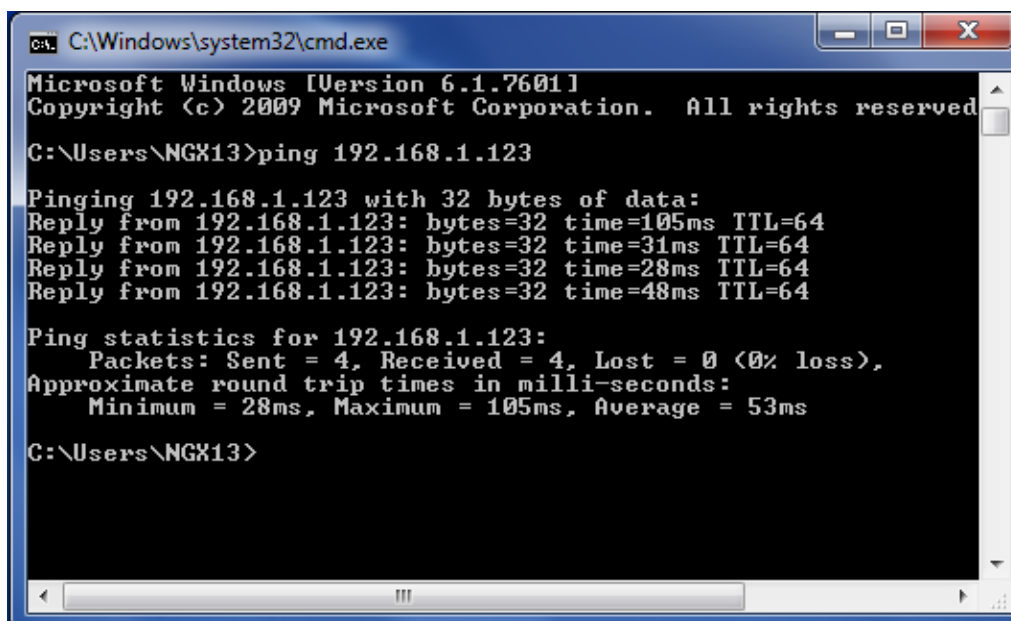 C:\Windows\system32\cmd.exe
Microsoft Windows [Version 6.1.7601]
Copyright (c) 2009 Microsoft Corporation.  All rights reserved
C:\Users\NGX13>ping 192.168.1.123
Pinging 192.168.1.123 with 32 bytes of data:
Reply from 192.168.1.123: bytes=32 time=105ms TTL=64
Reply from 192.168.1.123: bytes=32 time=31ms TTL=64
Reply from 192.168.1.123: bytes=32 time=28ms TTL=64
Reply from 192.168.1.123: bytes=32 time=48ms TTL=64
Ping statistics for 192.168.1.123:
    Packets: Sent = 4, Received = 4, Lost = 0 (0% loss),
Approximate round trip times in milli-seconds:
    Minimum = 28ms, Maximum = 105ms, Average = 53ms
C:\Users\NGX13>